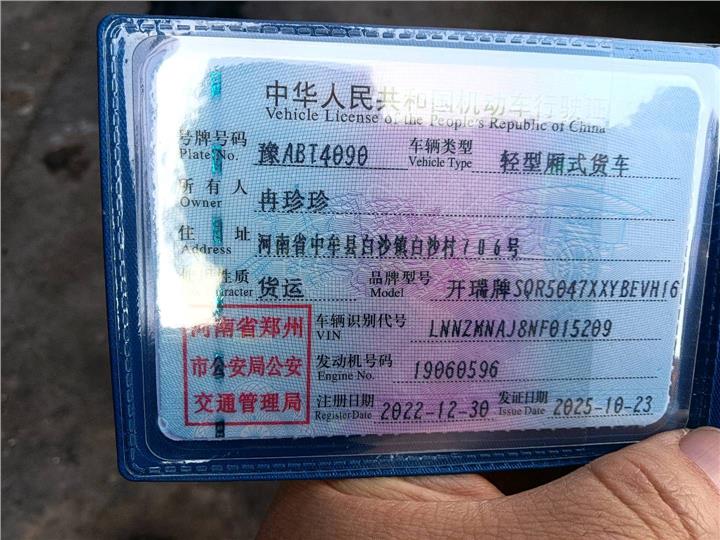 中华人民共和国机动车行驶证
Vehicle License of the People's Republic of China
号牌号码 豫ABT4090 车辆类型 轻型厢式货车
Plate No. Vehicle Type
所有人 冉珍珍
Owner
住址 河南省中牟县白沙镇白沙村706号
Address
性质 货运 品牌型号 开瑞牌SQR5047XXYBEVH16
Character Model
河南省郑州 车辆识别代号 LNNZMNAJ8NF015209
VIN
市公安局公安 发动机号码 19060596
Engine No.
交通管理局 注册日期 2022-12-30 发证日期 2025-10-23
Register Date Issue Date